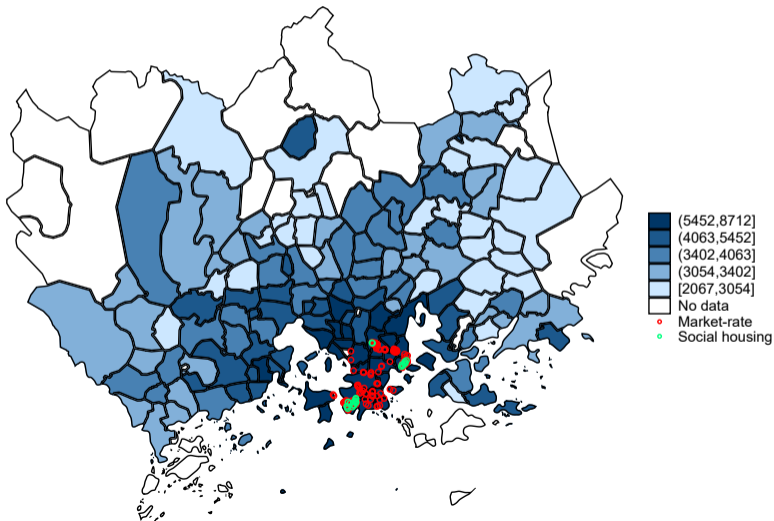 (5452,8712]
(4063,5452]
(3402,4063]
(3054,3402]
[2067,3054]
No data
Market-rate
Social housing